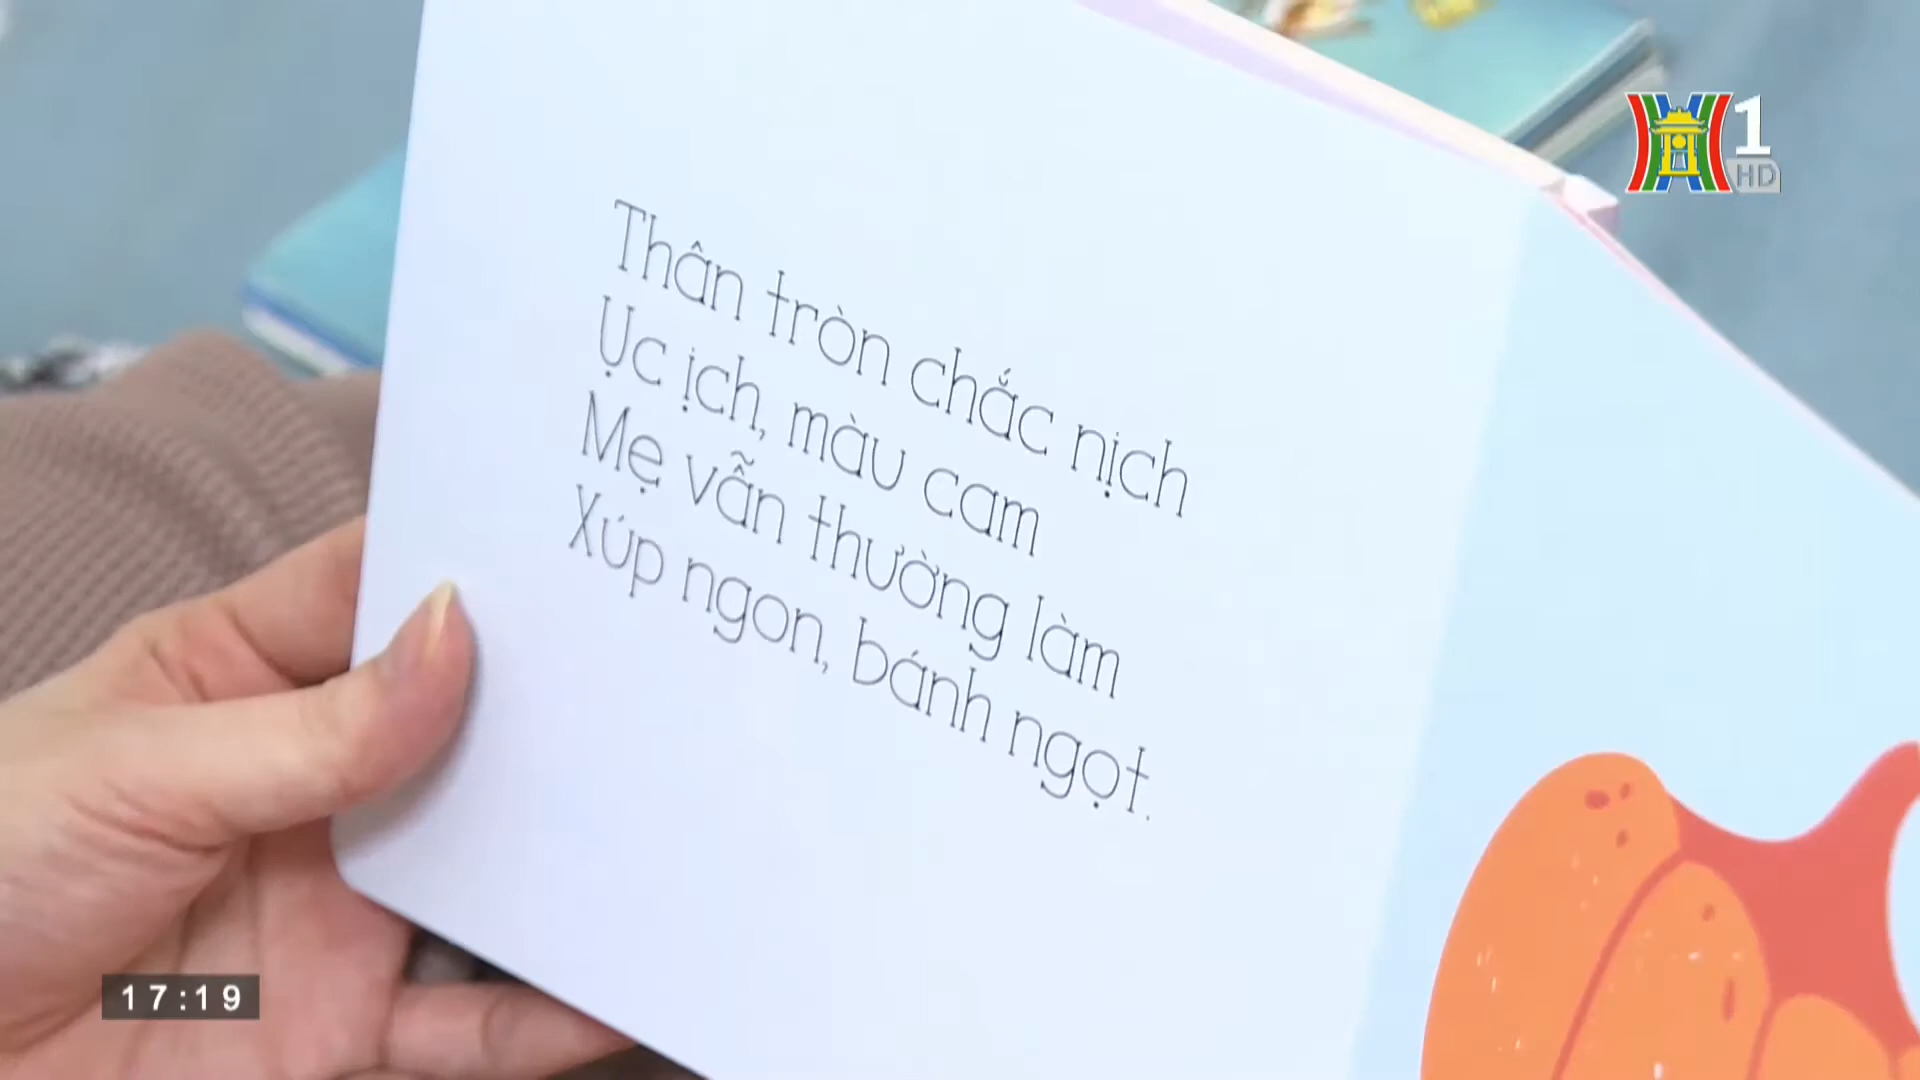 1
HD
Thân tròn chắc nịch
Ục ịch, màu cam
Mẹ vẫn thường làm
Xúp ngon, bánh ngọt.
17:19